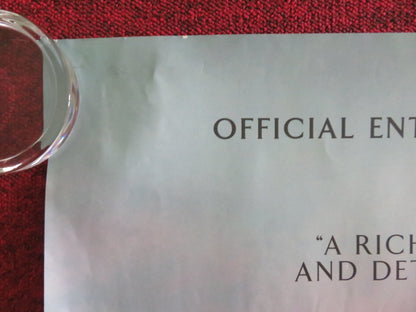 OFFICIAL ENT
"A RICH
AND DET